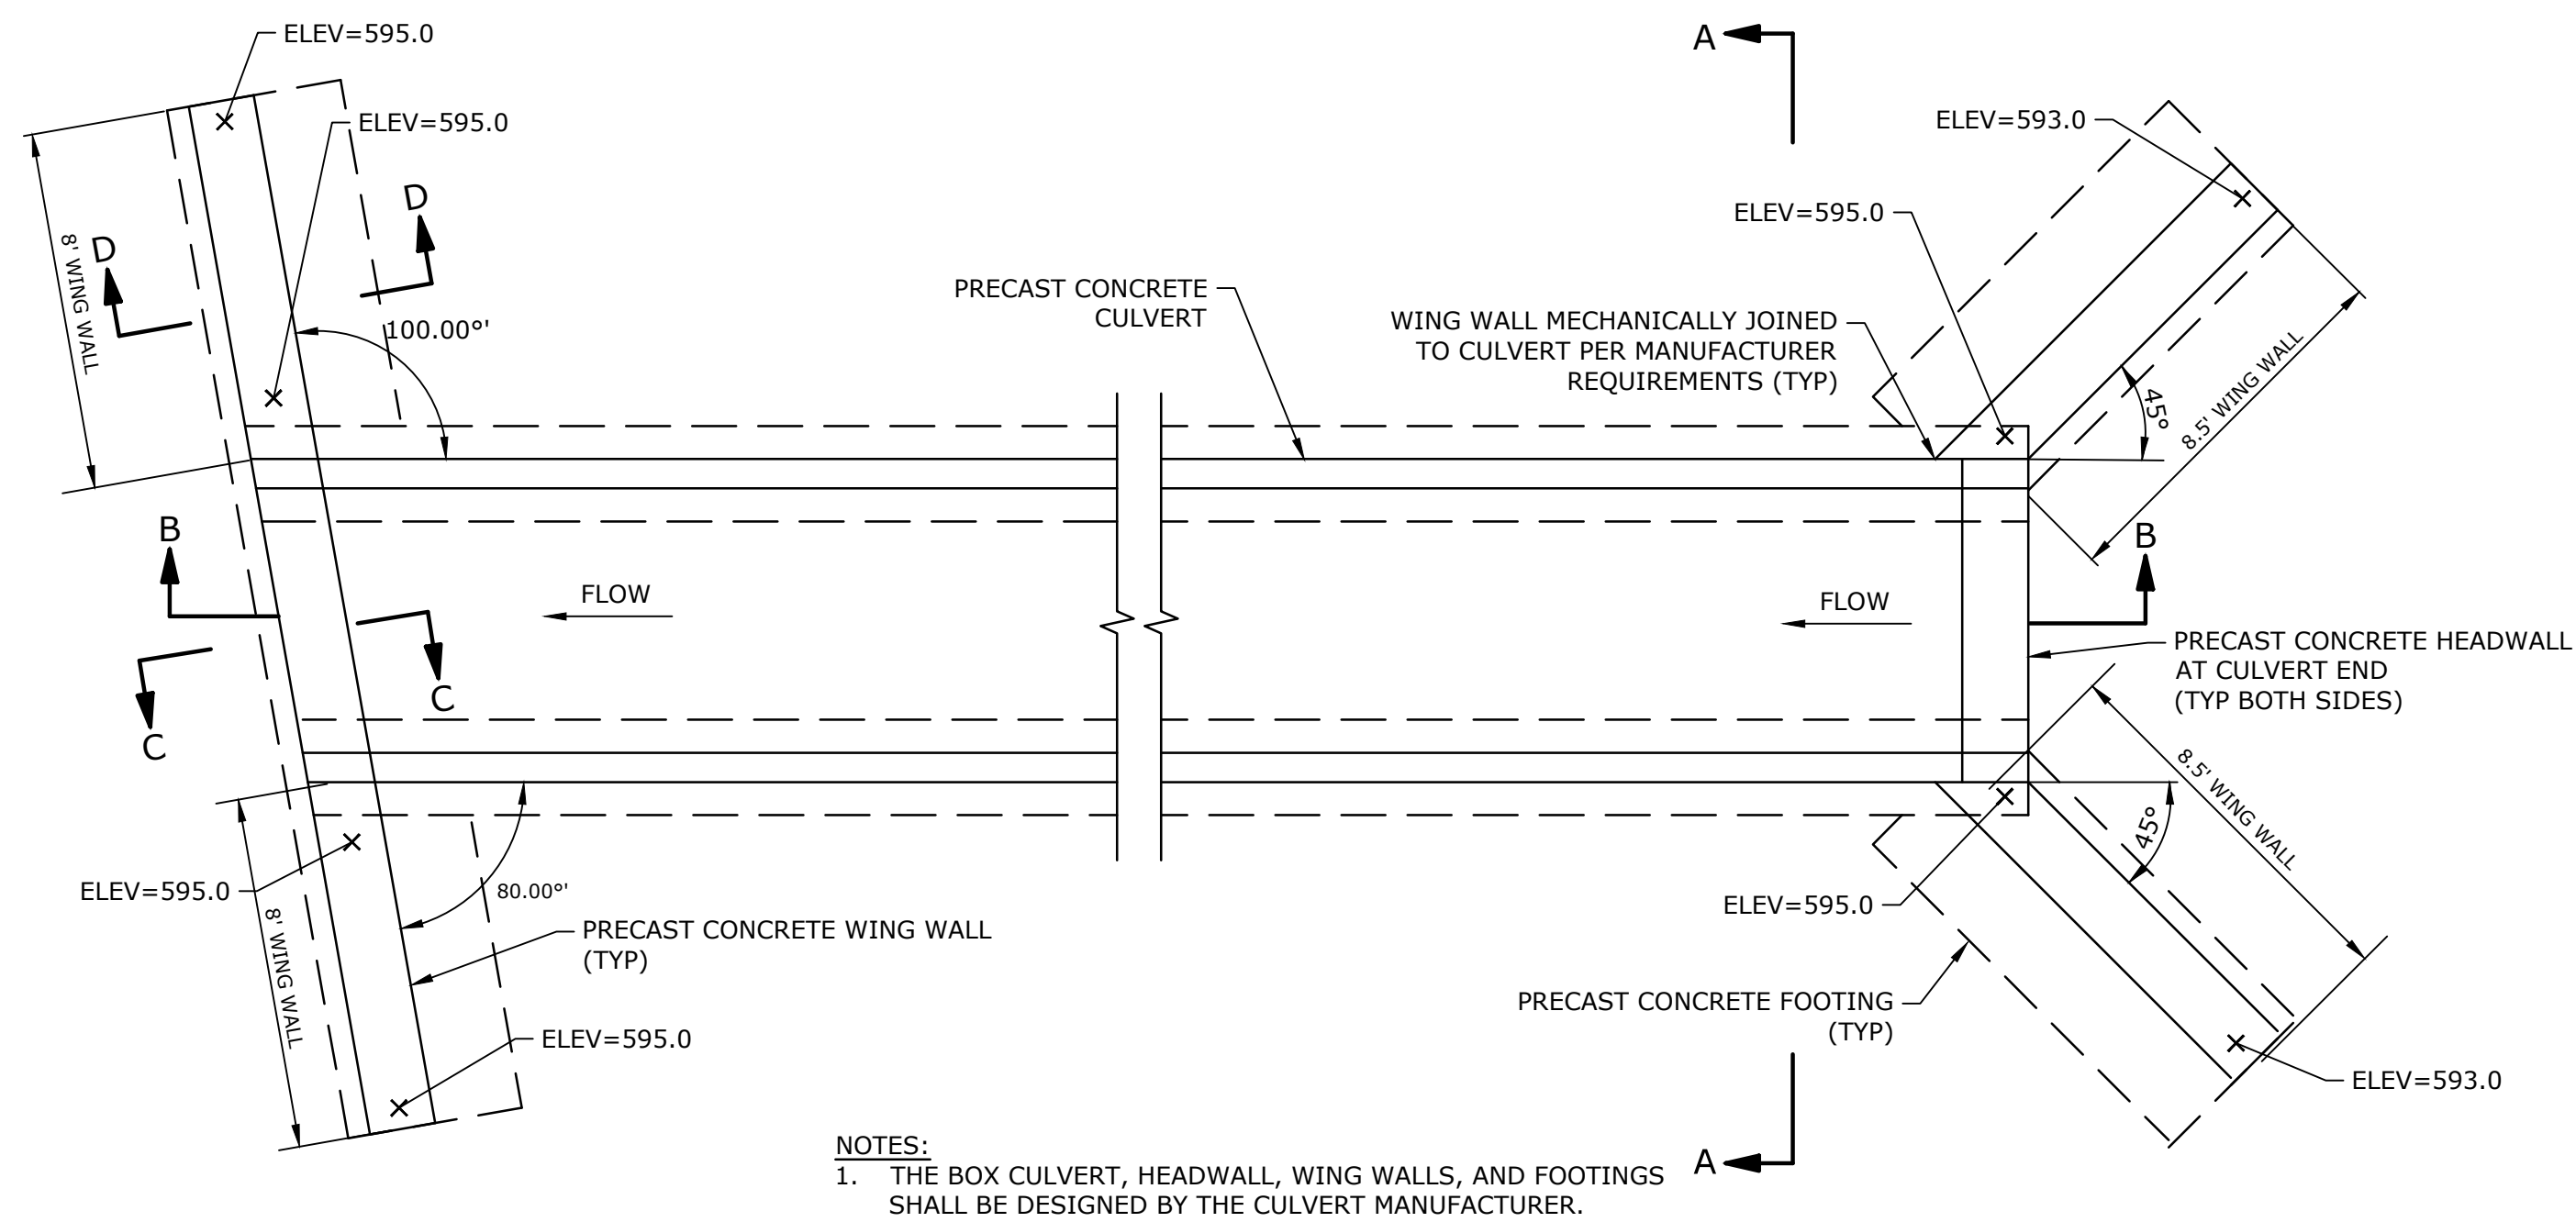 ELEV=595.0
A
ELEV=595.0
ELEV=593.0
D
ELEV=595.0
D
8' WING WALL
PRECAST CONCRETE
CULVERT
WING WALL MECHANICALLY JOINED
TO CULVERT PER MANUFACTURER
REQUIREMENTS (TYP)
100.00°'
45°
8.5' WING WALL
B
B
FLOW
FLOW
PRECAST CONCRETE HEADWALL
AT CULVERT END
(TYP BOTH SIDES)
C
C
8.5' WING WALL
45°
ELEV=595.0
80.00°'
ELEV=595.0
8' WING WALL
PRECAST CONCRETE WING WALL
(TYP)
PRECAST CONCRETE FOOTING
(TYP)
ELEV=595.0
ELEV=593.0
NOTES:
1. THE BOX CULVERT, HEADWALL, WING WALLS, AND FOOTINGS
SHALL BE DESIGNED BY THE CULVERT MANUFACTURER.
A